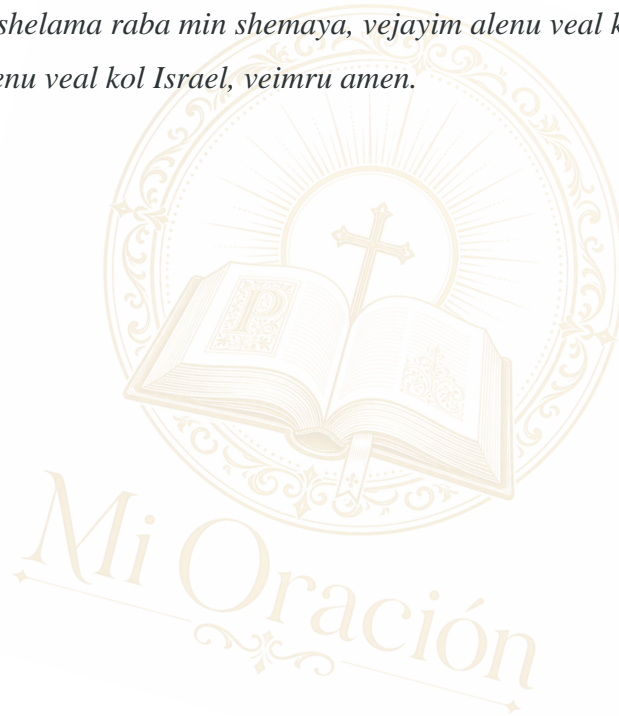 shelama raba min shemaya, vejayim alenu veal k
enu veal kol Israel, veimru amen.
P
Mi Oración